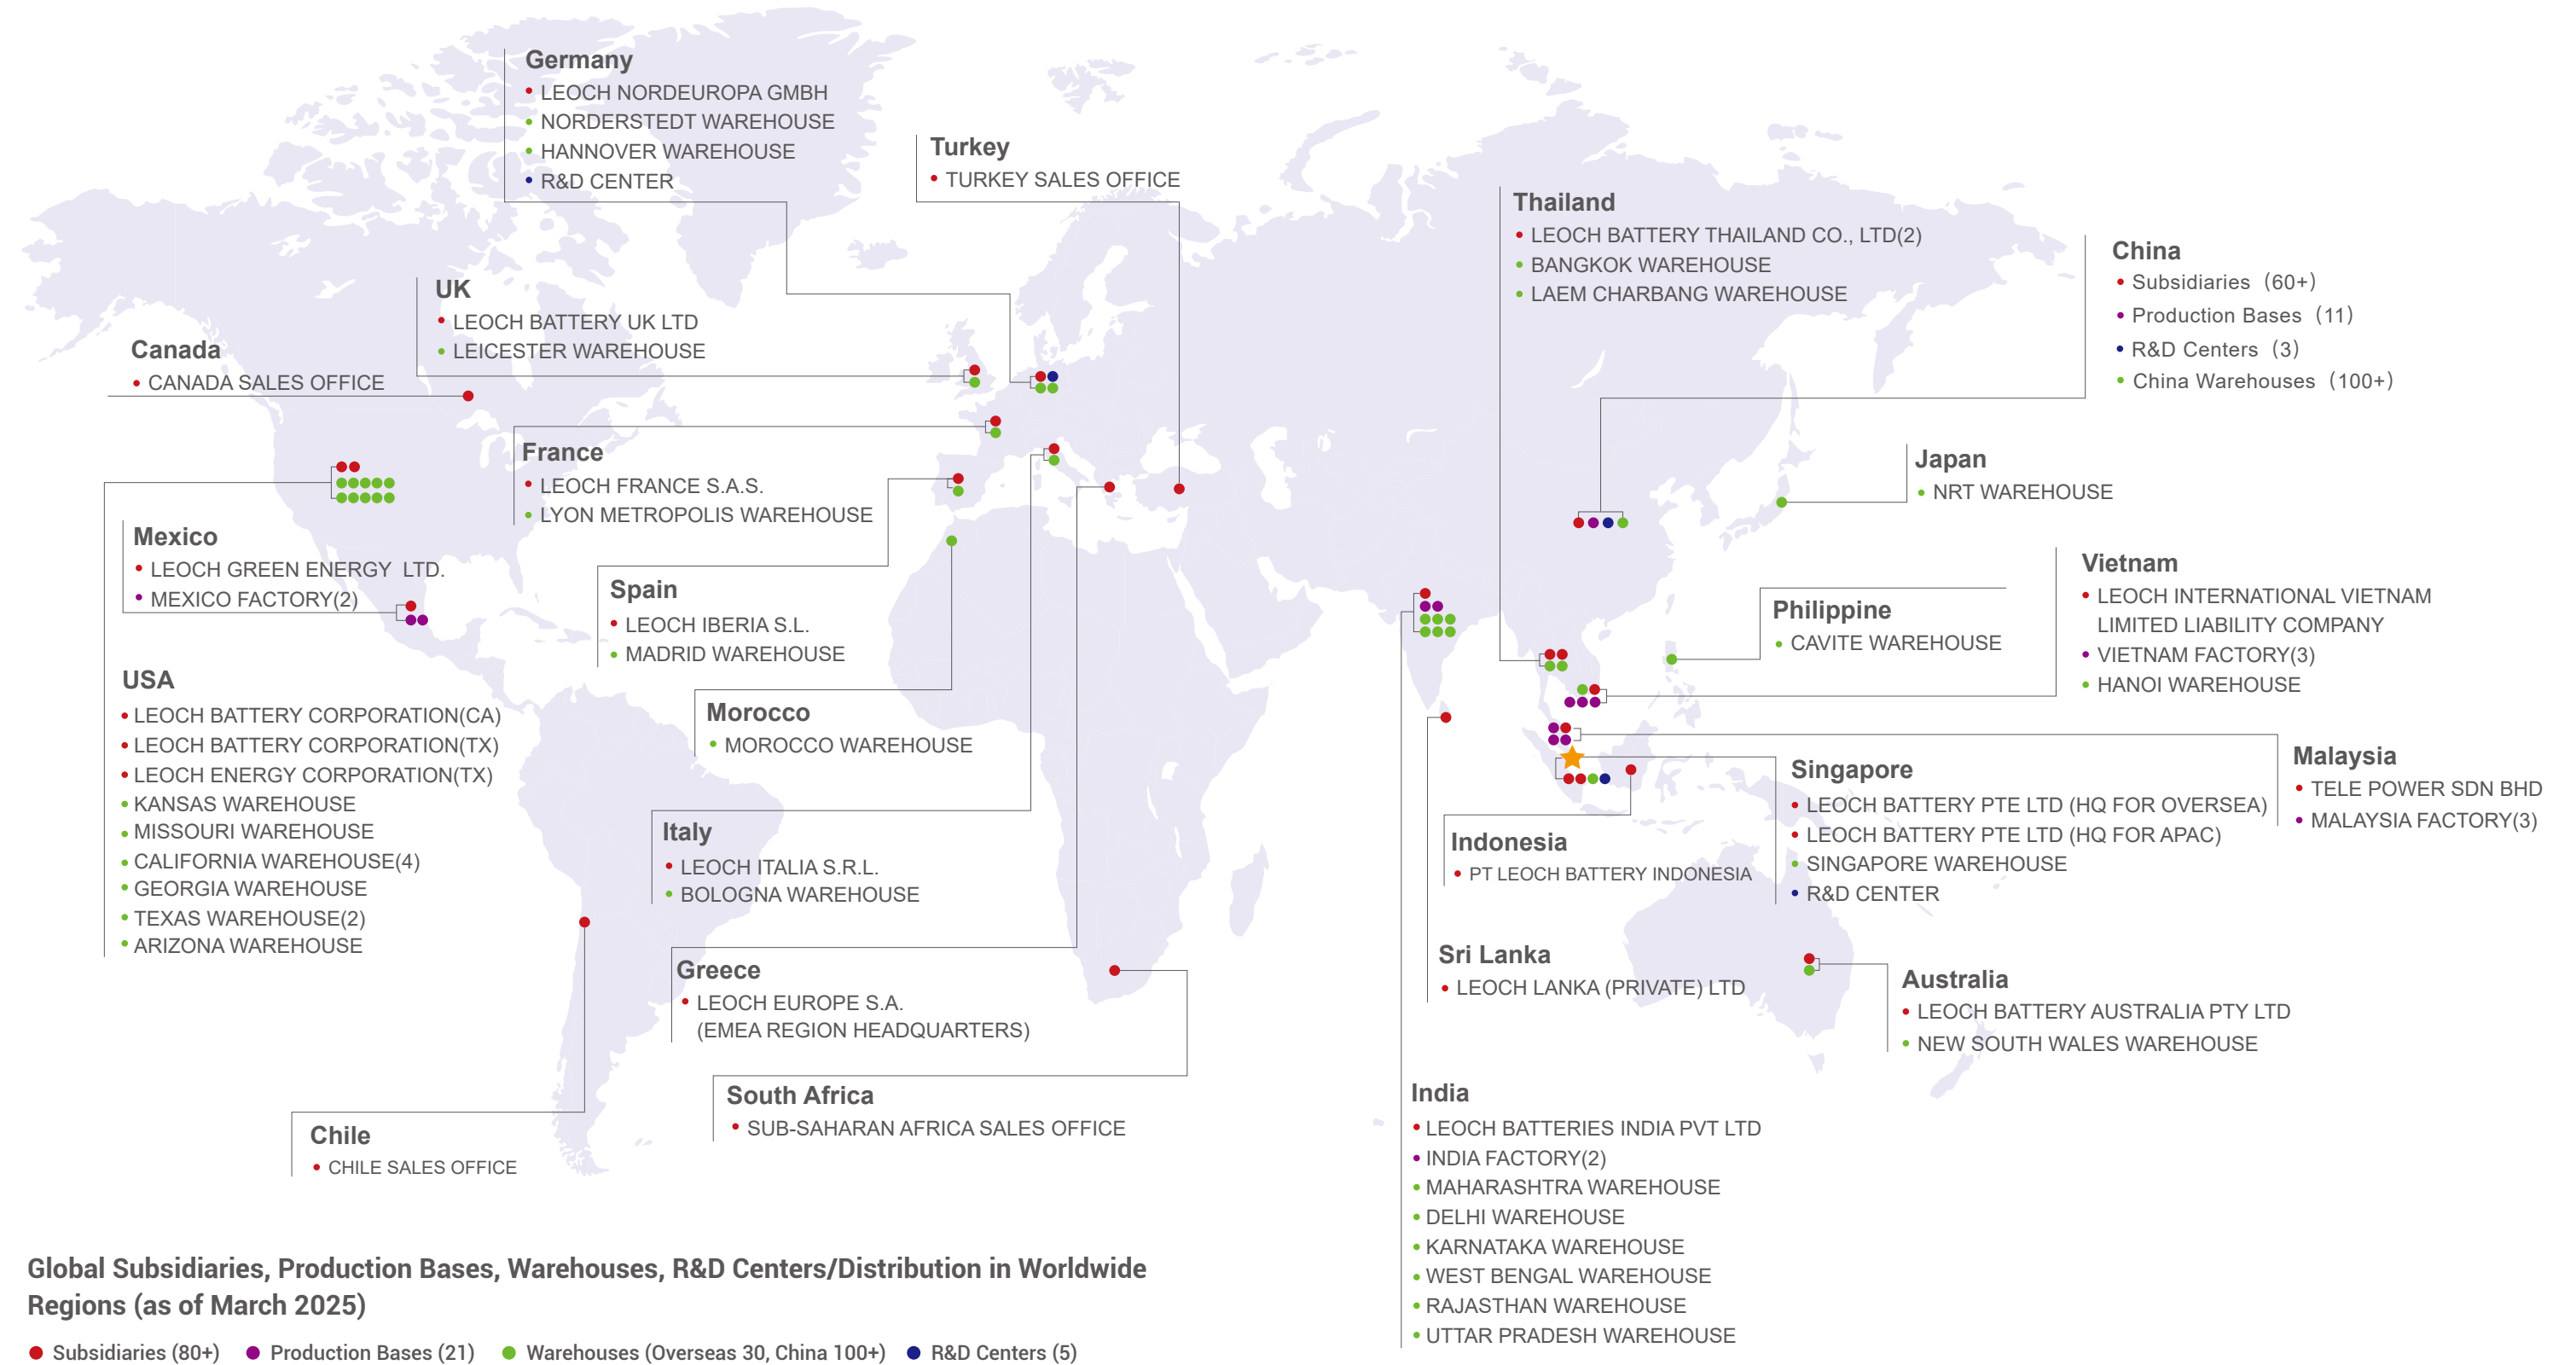 Germany
LEOCH NORDEUROPA GMBH
NORDERSTEDT WAREHOUSE
HANNOVER WAREHOUSE
R&D CENTER
Turkey
TURKEY SALES OFFICE
UK
LEOCH BATTERY UK LTD
LEICESTER WAREHOUSE
Canada
CANADA SALES OFFICE
France
LEOCH FRANCE S.A.S.
LYON METROPOLIS WAREHOUSE
Mexico
LEOCH GREEN ENERGY LTD.
MEXICO FACTORY(2)
Spain
LEOCH IBERIA S.L.
MADRID WAREHOUSE
USA
LEOCH BATTERY CORPORATION(CA)
LEOCH BATTERY CORPORATION(TX)
LEOCH ENERGY CORPORATION(TX)
KANSAS WAREHOUSE
MISSOURI WAREHOUSE
CALIFORNIA WAREHOUSE(4)
GEORGIA WAREHOUSE
TEXAS WAREHOUSE(2)
ARIZONA WAREHOUSE
Morocco
MOROCCO WAREHOUSE
Italy
LEOCH ITALIA S.R.L.
BOLOGNA WAREHOUSE
Greece
LEOCH EUROPE S.A.
(EMEA REGION HEADQUARTERS)
South Africa
SUB-SAHARAN AFRICA SALES OFFICE
Chile
CHILE SALES OFFICE
Thailand
LEOCH BATTERY THAILAND CO., LTD(2)
BANGKOK WAREHOUSE
LAEM CHARBANG WAREHOUSE
China
Subsidiaries (60+)
Production Bases (11)
R&D Centers (3)
China Warehouses (100+)
Japan
NRT WAREHOUSE
Philippine
CAVITE WAREHOUSE
Vietnam
LEOCH INTERNATIONAL VIETNAM
LIMITED LIABILITY COMPANY
VIETNAM FACTORY(3)
HANOI WAREHOUSE
Malaysia
TELE POWER SDN BHD
MALAYSIA FACTORY(3)
Singapore
LEOCH BATTERY PTE LTD (HQ FOR OVERSEA)
LEOCH BATTERY PTE LTD (HQ FOR APAC)
SINGAPORE WAREHOUSE
R&D CENTER
Indonesia
PT LEOCH BATTERY INDONESIA
Sri Lanka
LEOCH LANKA (PRIVATE) LTD
Australia
LEOCH BATTERY AUSTRALIA PTY LTD
NEW SOUTH WALES WAREHOUSE
India
LEOCH BATTERIES INDIA PVT LTD
INDIA FACTORY(2)
MAHARASHTRA WAREHOUSE
DELHI WAREHOUSE
KARNATAKA WAREHOUSE
WEST BENGAL WAREHOUSE
RAJASTHAN WAREHOUSE
UTTAR PRADESH WAREHOUSE
Global Subsidiaries, Production Bases, Warehouses, R&D Centers/Distribution in Worldwide
Regions (as of March 2025)
Subsidiaries (80+) Production Bases (21) Warehouses (Overseas 30, China 100+) R&D Centers (5)